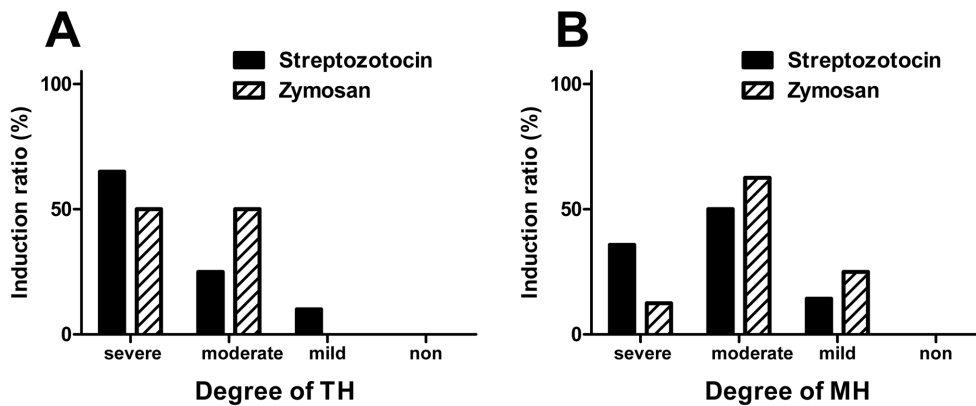 A
Streptozotocin
Zymosan
Induction ratio (%)
100
50
0
severe moderate mild non
Degree of TH
B
Streptozotocin
Zymosan
Induction ratio (%)
100
50
0
severe moderate mild non
Degree of MH